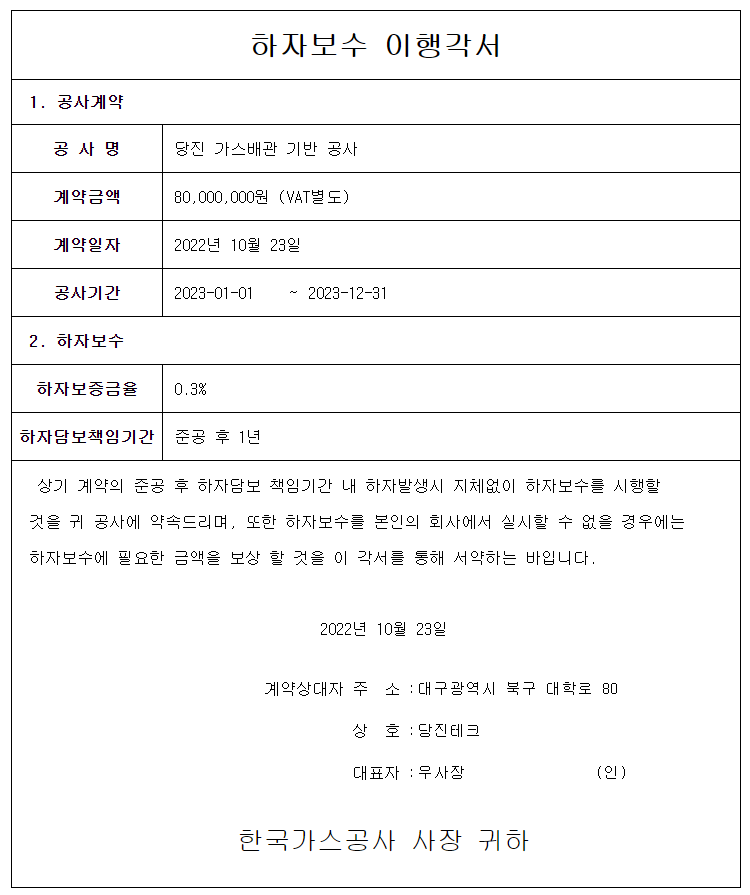 하자보수 이행각서
1. 공사계약
공 사 명 당진 가스배관 기반 공사
계약금액 80,000,000원 (VAT별도)
계약일자 2022년 10월 23일
공사기간 2023-01-01 ~ 2023-12-31
2. 하자보수
하자보증금율 0.3%
하자담보책임기간 준공 후 1년
상기 계약의 준공 후 하자담보 책임기간 내 하자발생시 지체없이 하자보수를 시행할
것을 귀 공사에 약속드리며, 또한 하자보수를 본인의 회사에서 실시할 수 없을 경우에는
하자보수에 필요한 금액을 보상 할 것을 이 각서를 통해 서약하는 바입니다.
2022년 10월 23일
계약상대자 주 소 :대구광역시 북구 대학로 80
상 호 :당진테크
대표자 :우사장 (인)
한국가스공사 사장 귀하